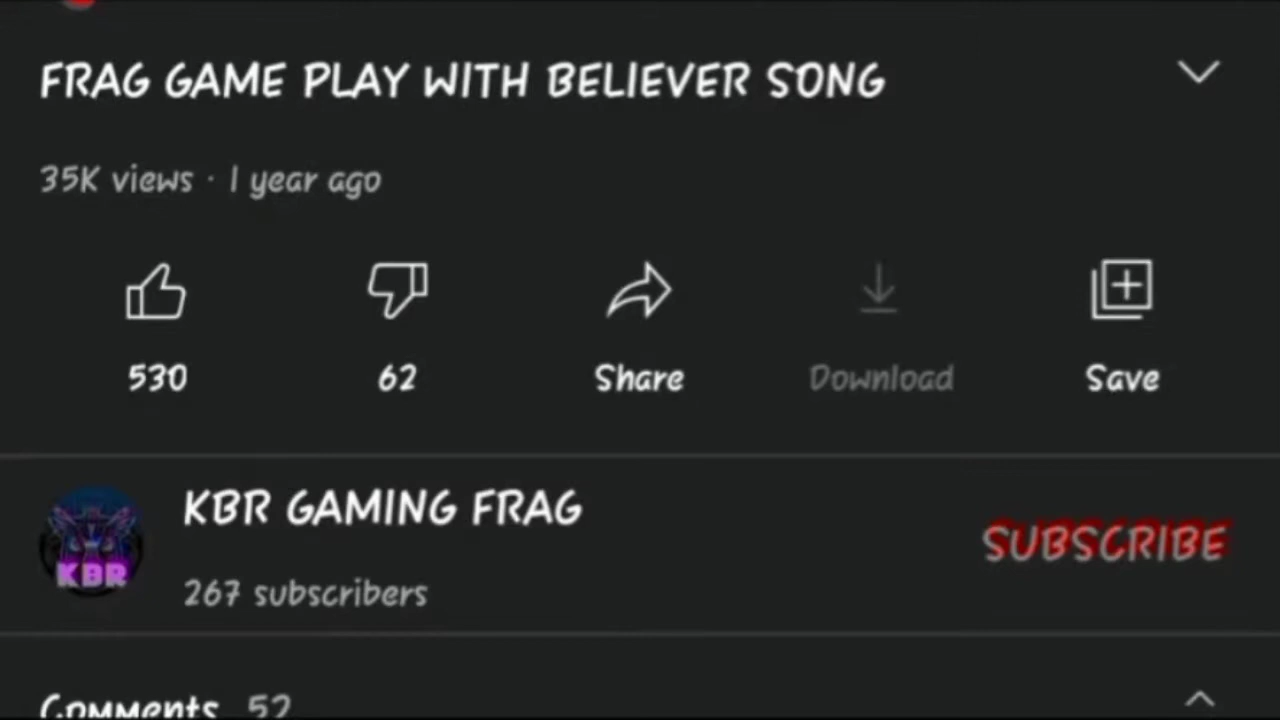 FRAG GAME PLAY WITH BELIEVER SONG
35K views · 1 year ago
530 62 Share Download Save
KBR GAMING FRAG
KBR
SUBSCRIBE
267 subscribers
Comments 52